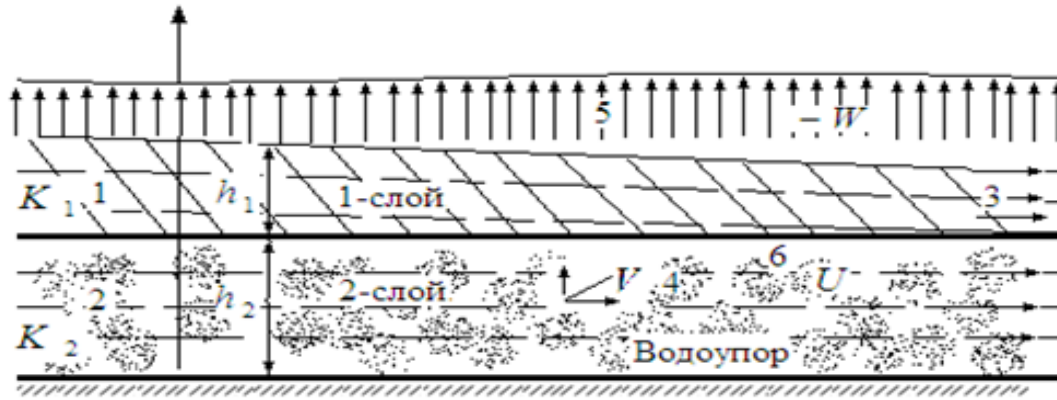 5 – W
K 1 1 h 1 1-слой 3
6
2 h 2 2-слой V 4 U –
K 2 Водоупор